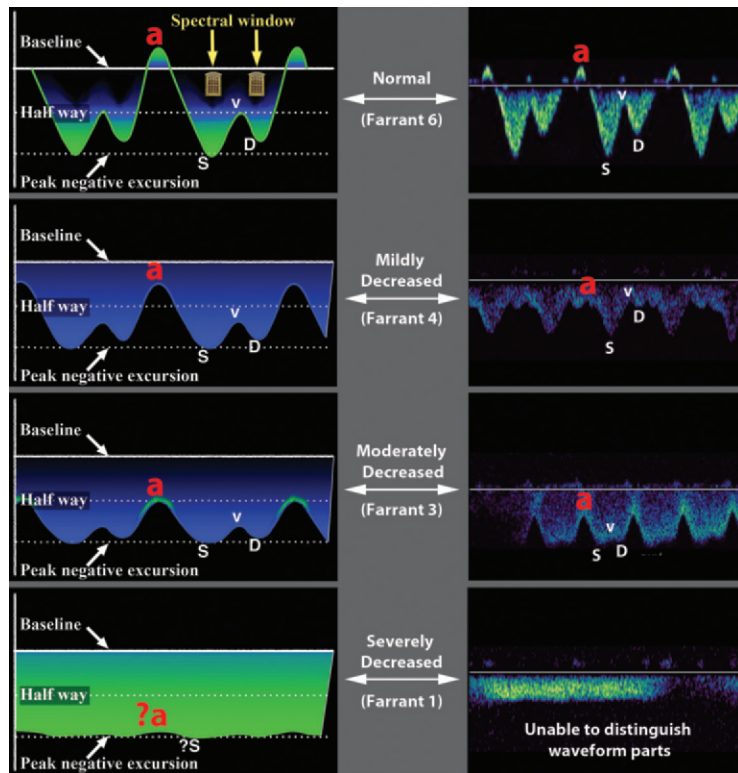 Spectral window
Baseline
a
Half way
v
D
S
Peak negative excursion
Normal
(Farrant 6)
a
v
D
S
Baseline
a
Half way
v
D
S
Peak negative excursion
Mildly
Decreased
(Farrant 4)
a
v
D
S
Baseline
a
Half way
v
D
S
Peak negative excursion
Moderately
Decreased
(Farrant 3)
a
v
D
S
Baseline
Half way
?a
?S
Peak negative excursion
Severely
Decreased
(Farrant 1)
Unable to distinguish
waveform parts